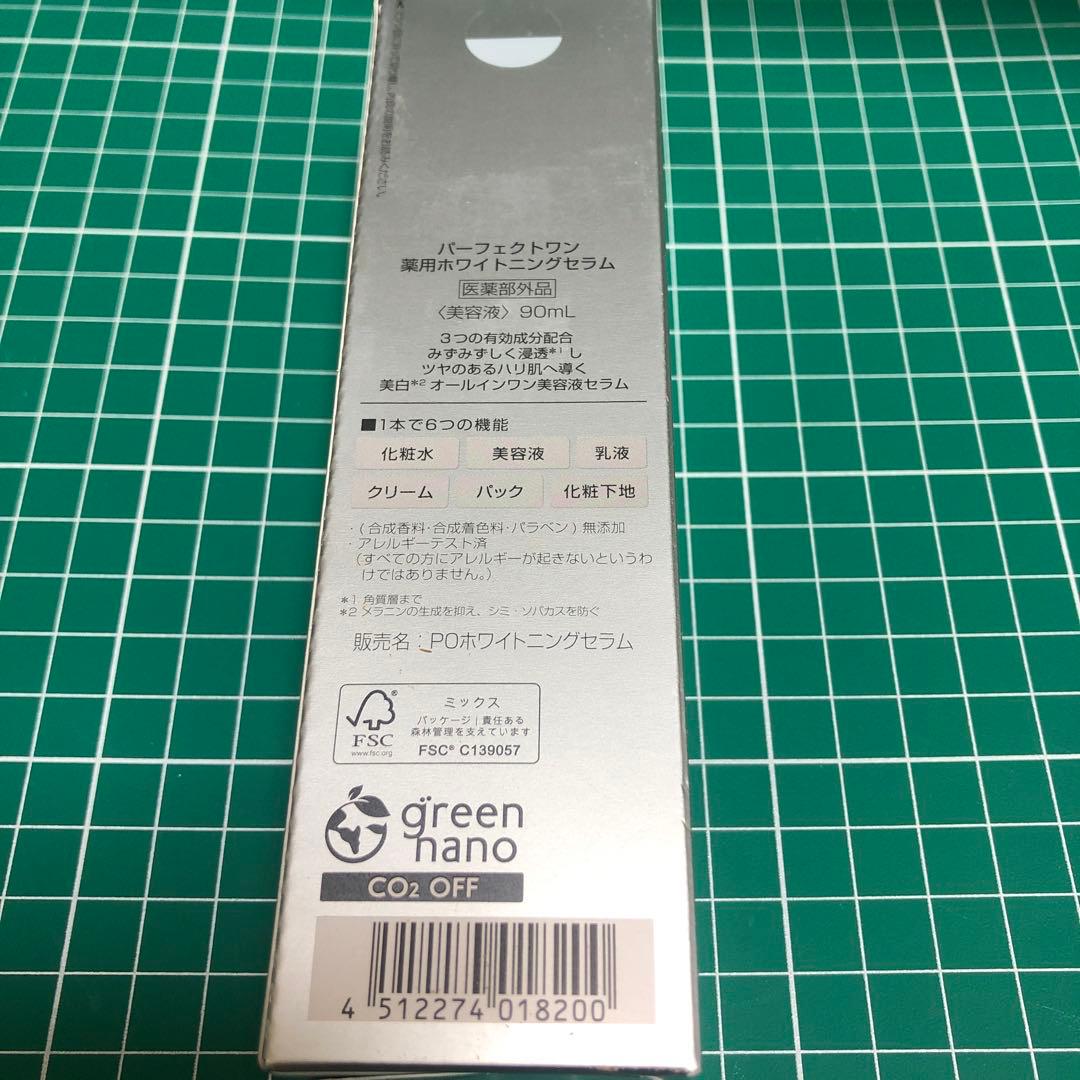 パーフェクトワン
薬用ホワイトニングセラム
医薬部外品
〈美容液〉 90mL
3つの有効成分配合
みずみずしく浸透*1し
ツヤのあるハリ肌へ導く
美白*2 オールインワン美容液セラム
■1本で6つの機能
化粧水 美容液 乳液
クリーム パック 化粧下地
・(合成香料・合成着色料・パラベン) 無添加
・アレルギーテスト済
(すべての方にアレルギーが起きないというわ
けではありません。)
*1 角質層まで
*2 メラニンの生成を抑え、シミ・ソバカスを防ぐ
販売名：POホワイトニングセラム
FSC®
www.fsc.org
ミックス
パッケージ|責任ある
森林管理を支えています
FSC® C139057
green
nano
CO2 OFF
4 512274 018200